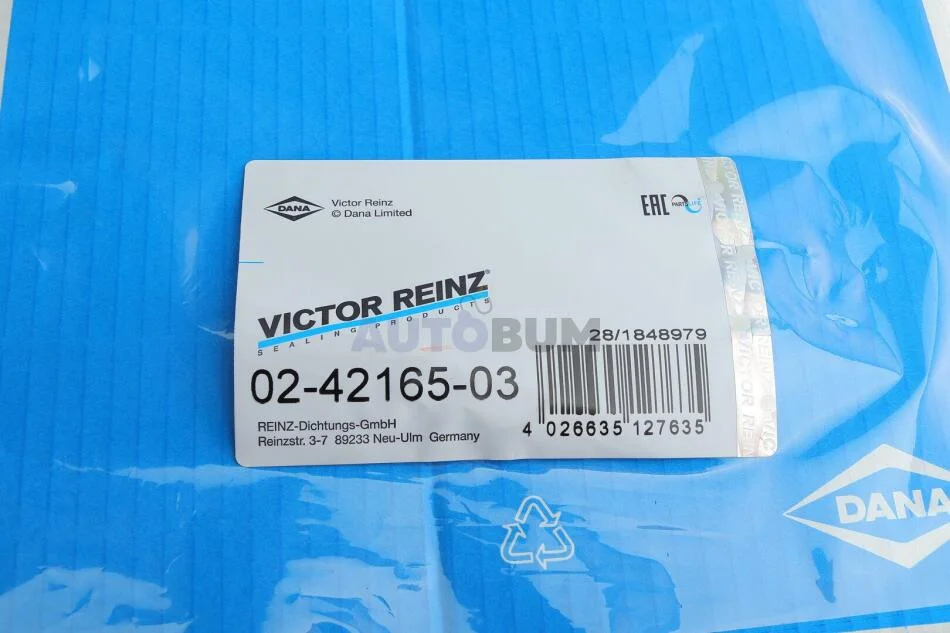 DANA
Victor Reinz
© Dana Limited
EAC
PARTSLIFE
VICTOR REINZ®
SEALING PRODUCTS
AUTOBUM
28/1848979
02-42165-03
4 026635 127635
REINZ-Dichtungs-GmbH
Reinzstr. 3-7 89233 Neu-Ulm Germany
VICTOR REINZ
DANA